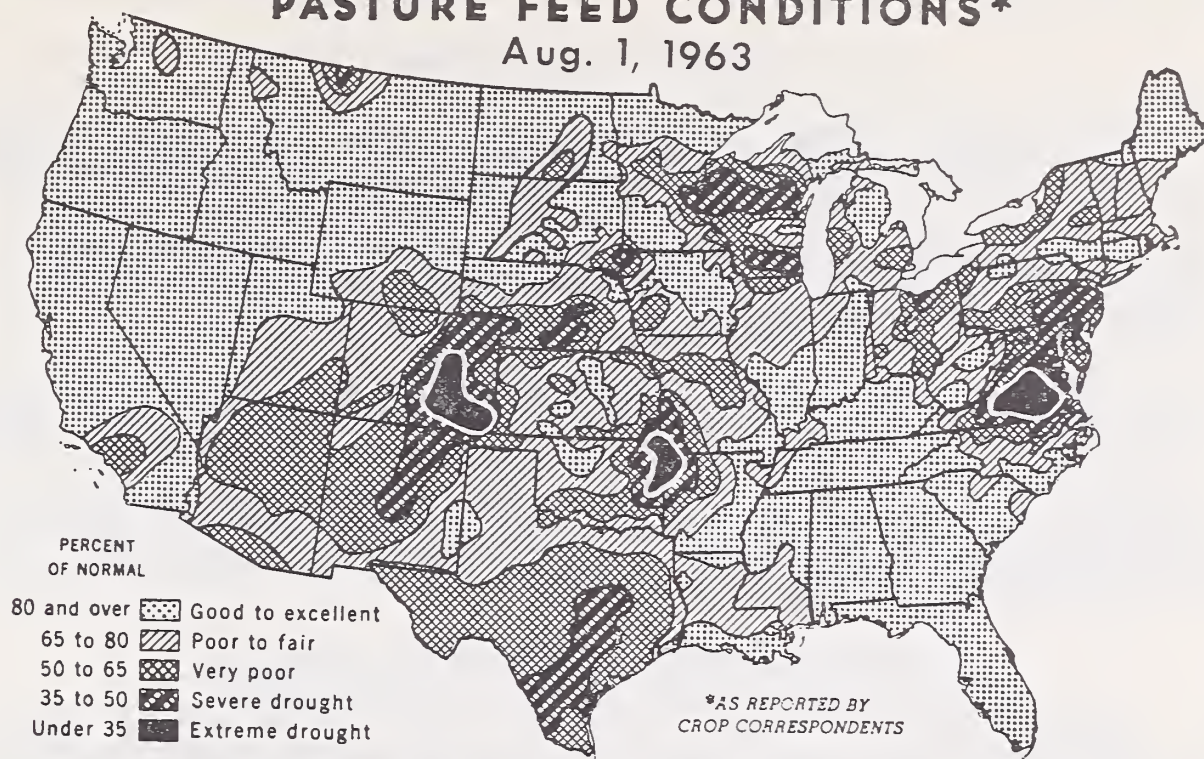 PASTURE FEED CONDITIONS*
Aug. 1, 1963
PERCENT
OF NORMAL
80 and over Good to excellent
65 to 80 Poor to fair
50 to 65 Very poor
35 to 50 Severe drought
Under 35 Extreme drought
*AS REPORTED BY
CROP CORRESPONDENTS